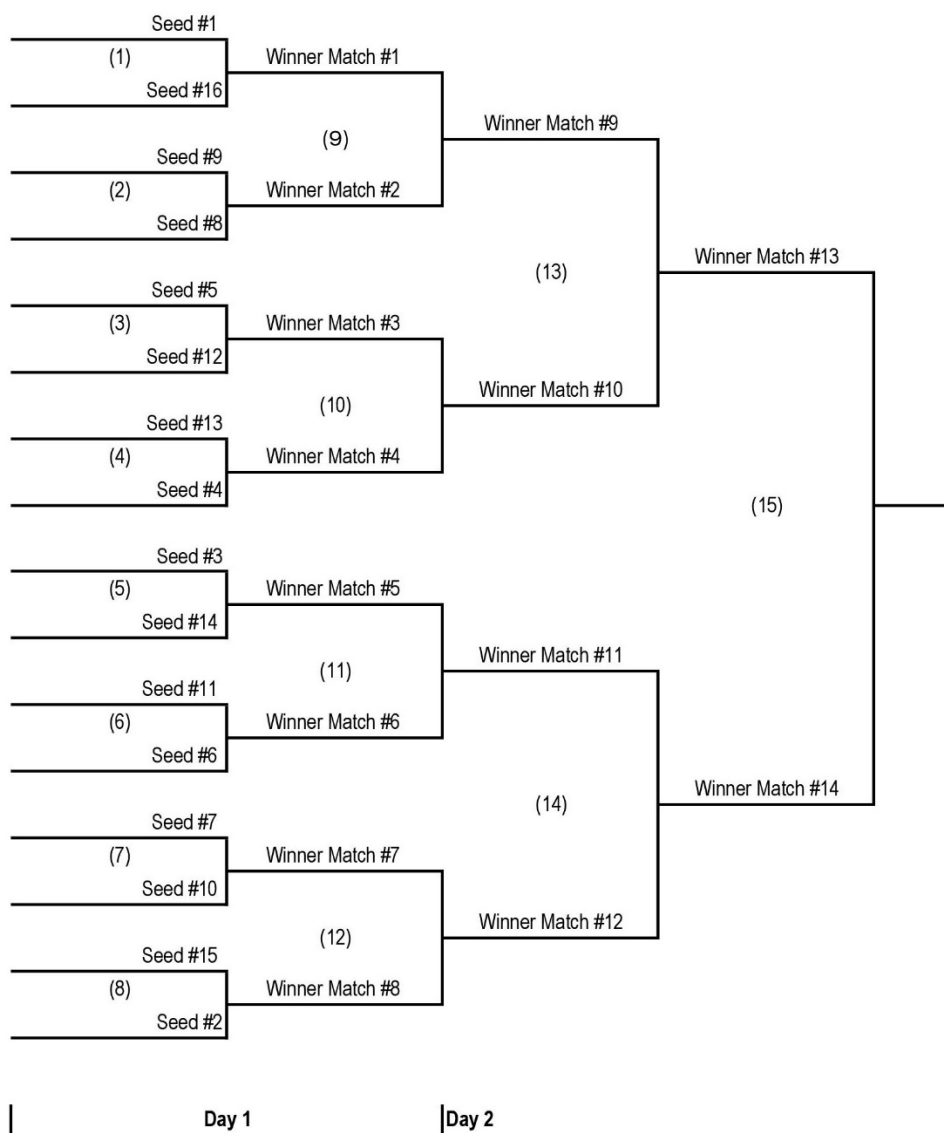 Seed #1
(1)
Winner Match #1
Seed #16
Winner Match #9
(9)
Seed #9
(2)
Winner Match #2
Seed #8
Winner Match #13
(13)
Seed #5
(3)
Winner Match #3
Seed #12
Winner Match #10
(10)
Seed #13
(4)
Winner Match #4
Seed #4
(15)
Seed #3
(5)
Winner Match #5
Seed #14
Winner Match #11
(11)
Seed #11
(6)
Winner Match #6
Seed #6
Winner Match #14
(14)
Seed #7
(7)
Winner Match #7
Seed #10
Winner Match #12
(12)
Seed #15
(8)
Winner Match #8
Seed #2
Day 1
Day 2